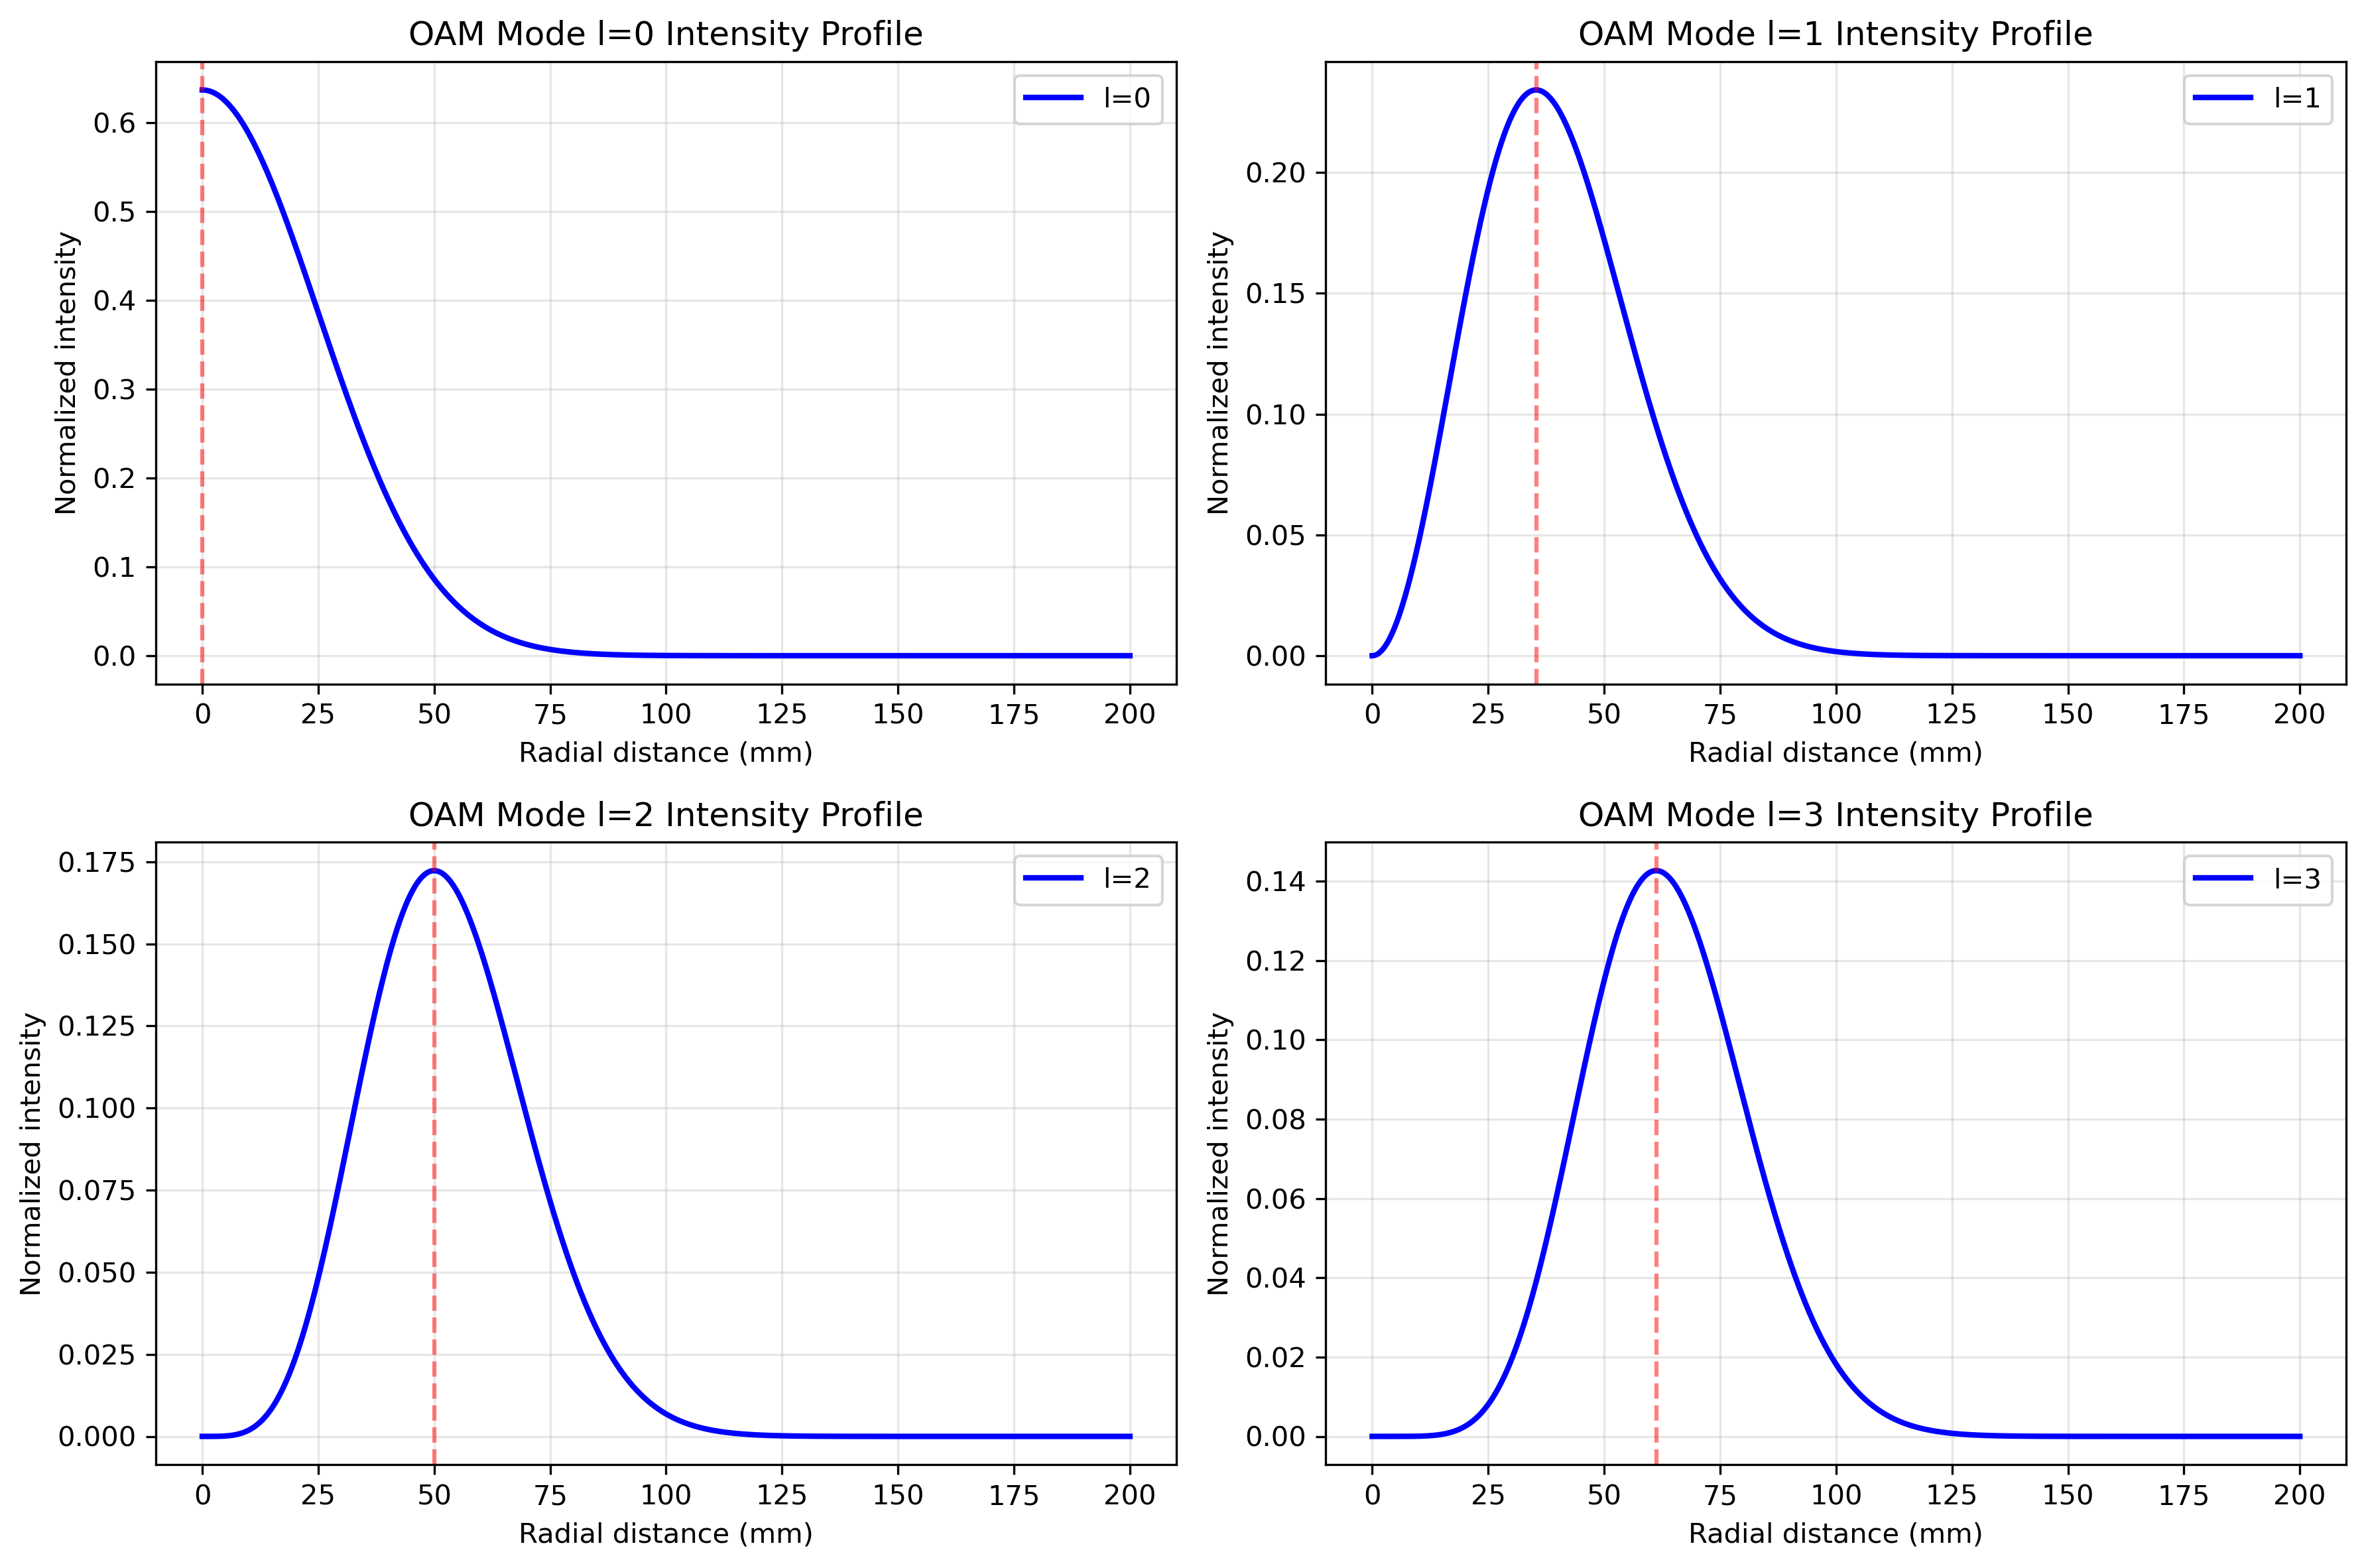 OAM Mode l=0 Intensity Profile
l=0
Normalized intensity
0.6
0.5
0.4
0.3
0.2
0.1
0.0
0 25 50 75 100 125 150 175 200
Radial distance (mm)
OAM Mode l=1 Intensity Profile
l=1
Normalized intensity
0.20
0.15
0.10
0.05
0.00
0 25 50 75 100 125 150 175 200
Radial distance (mm)
OAM Mode l=2 Intensity Profile
l=2
Normalized intensity
0.175
0.150
0.125
0.100
0.075
0.050
0.025
0.000
0 25 50 75 100 125 150 175 200
Radial distance (mm)
OAM Mode l=3 Intensity Profile
l=3
Normalized intensity
0.14
0.12
0.10
0.08
0.06
0.04
0.02
0.00
0 25 50 75 100 125 150 175 200
Radial distance (mm)